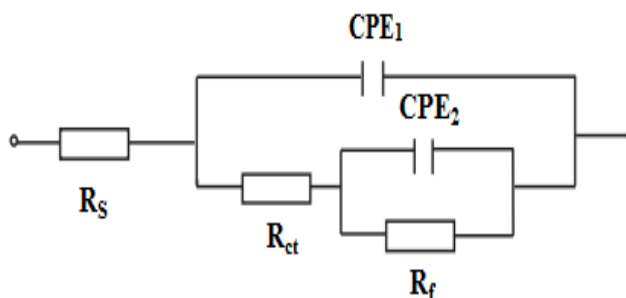 CPE₁
CPE₂
R_S
R_ct
R_f